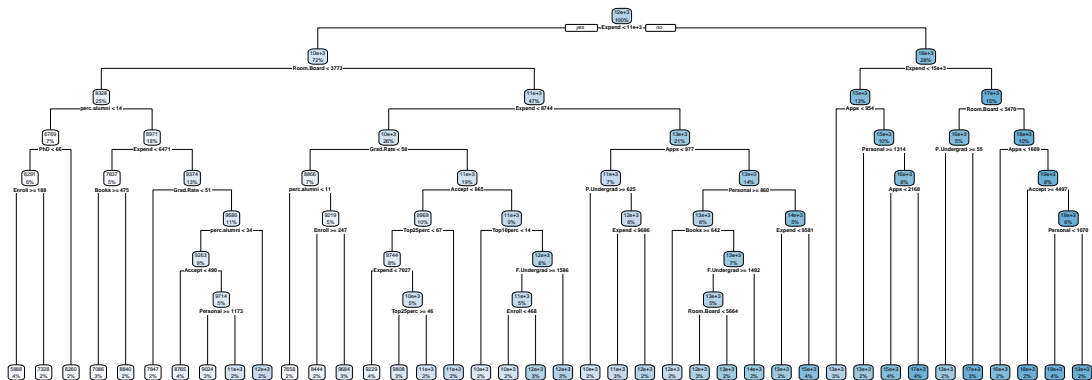 12e+3
100%
yes Expend < 11e+3 no
10e+3
72%
Room.Board < 3773
16e+3
28%
Expend < 15e+3
8328
25%
perc.alumni < 14
11e+3
47%
Expend < 8744
15e+3
13%
Apps < 954
17e+3
15%
Room.Board < 5470
6769
7%
PhD < 66
8971
18%
Expend < 6471
10e+3
26%
Grad.Rate < 58
13e+3
21%
Apps < 977
15e+3
10%
Personal >= 1314
16e+3
5%
P.Undergrad >= 55
18e+3
10%
Apps < 1609
6291
6%
Enroll >= 188
7837
5%
Books >= 475
9374
13%
Grad.Rate < 51
8866
7%
perc.alumni < 11
11e+3
19%
Accept < 865
11e+3
7%
P.Undergrad >= 625
13e+3
14%
Personal >= 860
16e+3
8%
Apps < 2168
19e+3
8%
Accept >= 4497
9686
11%
perc.alumni < 34
9219
5%
Enroll >= 247
9969
10%
Top25perc < 67
11e+3
9%
Top10perc < 14
12e+3
6%
Expend < 9686
13e+3
8%
Books >= 642
14e+3
5%
Expend < 9581
19e+3
6%
Personal < 1070
9263
9%
Accept < 490
9744
8%
Expend < 7027
12e+3
8%
F.Undergrad >= 1586
13e+3
7%
F.Undergrad >= 1492
9714
5%
Personal >= 1173
10e+3
5%
Top25perc >= 46
11e+3
5%
Enroll < 468
13e+3
5%
Room.Board < 5664
5888 7328 8260 7086 8840 7847 8765 9024 11e+3 12e+3 7658 8444 9684 8229 9808 11e+3 11e+3 10e+3 10e+3 12e+3 12e+3 10e+3 11e+3 13e+3 11e+3 12e+3 13e+3 14e+3 13e+3 15e+3 13e+3 13e+3 15e+3 17e+3 13e+3 17e+3 16e+3 18e+3 19e+3
4% 2% 2% 3% 2% 2% 4% 3% 2% 2% 2% 2% 3% 4% 3% 2% 2% 2% 2% 3% 3% 2% 3% 3% 2% 3% 2% 2% 2% 4% 3% 2% 4% 4% 2% 3% 2% 2% 4% 2%